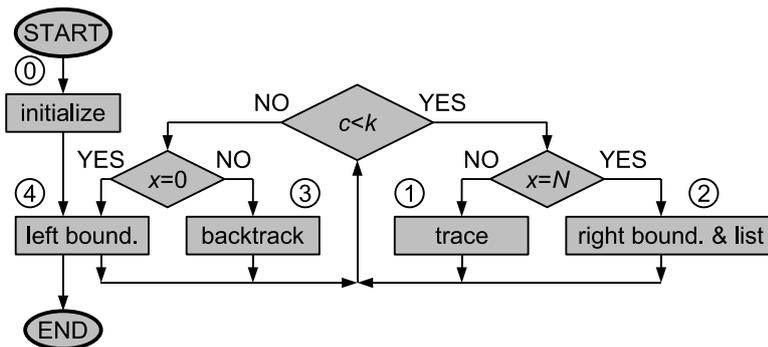 START
0
initialize
NO
YES
c<k
YES
NO
x=0
NO
YES
x=N
4
3
1
2
left bound.
backtrack
trace
right bound. & list
END